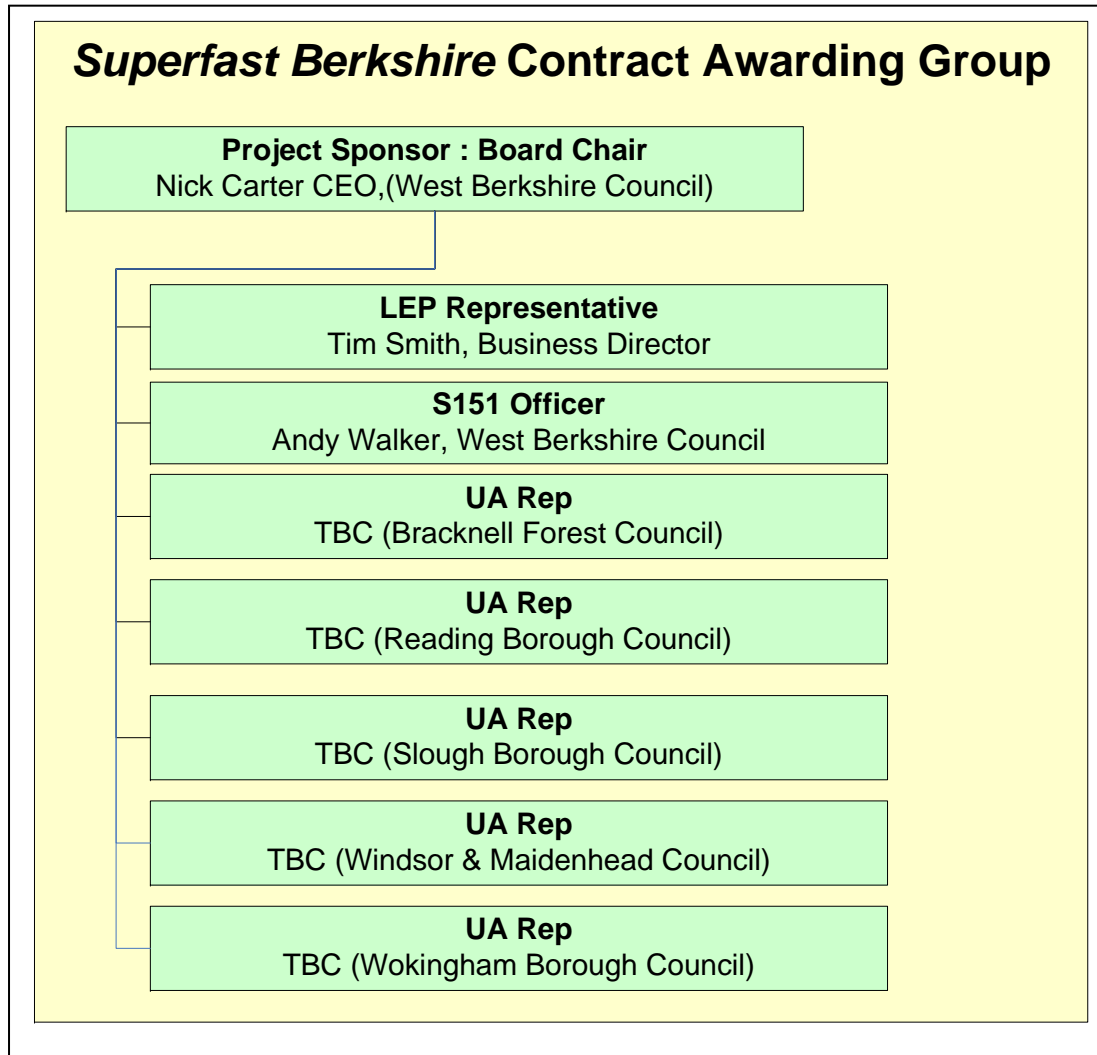 Superfast Berkshire Contract Awarding Group
Project Sponsor : Board Chair
Nick Carter CEO,(West Berkshire Council)
LEP Representative
Tim Smith, Business Director
S151 Officer
Andy Walker, West Berkshire Council
UA Rep
TBC (Bracknell Forest Council)
UA Rep
TBC (Reading Borough Council)
UA Rep
TBC (Slough Borough Council)
UA Rep
TBC (Windsor & Maidenhead Council)
UA Rep
TBC (Wokingham Borough Council)